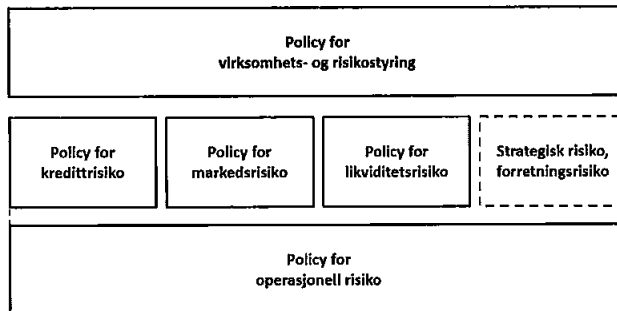 Policy for
virksomhets- og risikostyring
Policy for
kredittrisiko
Policy for
markedsrisiko
Policy for
likviditetsrisiko
Strategisk risiko,
forretningsrisiko
Policy for
operasjonell risiko